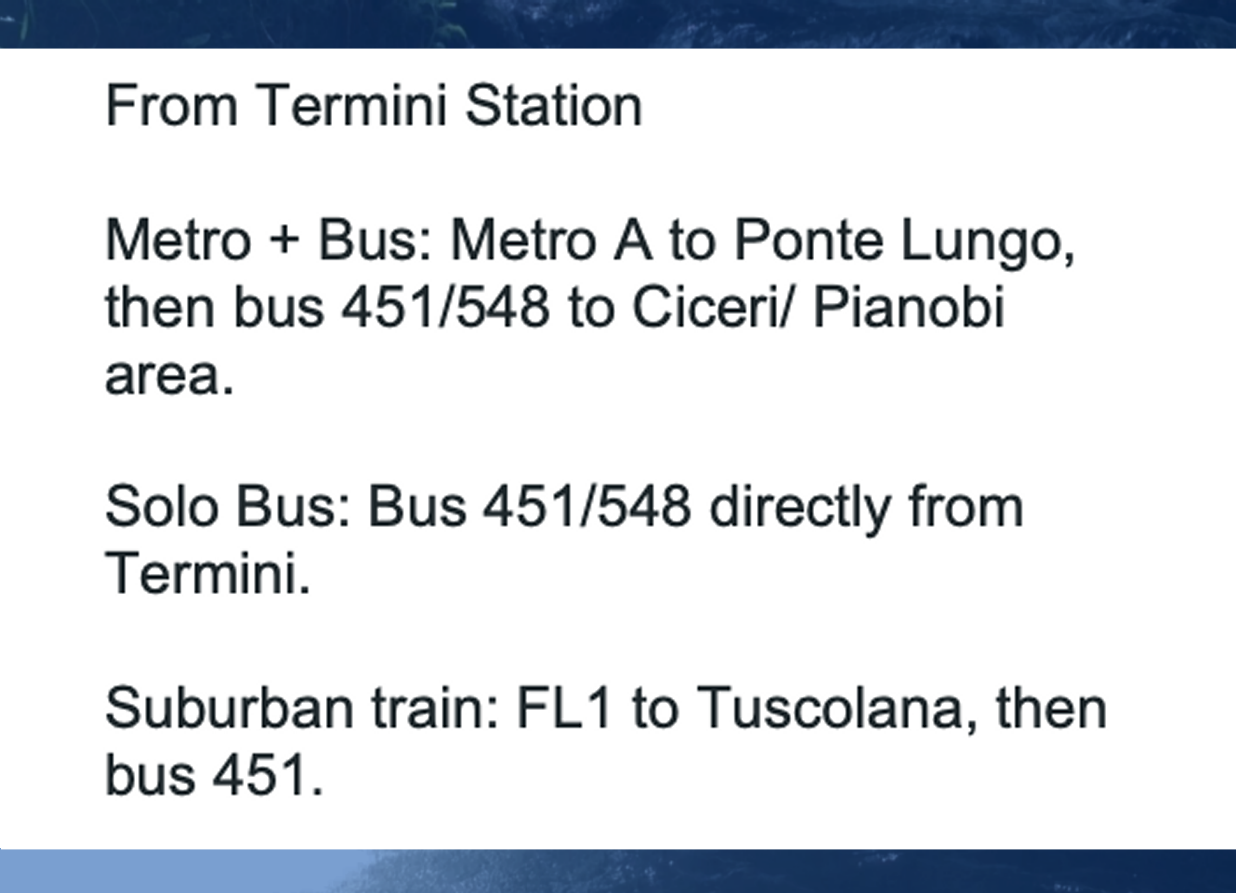 From Termini Station
Metro + Bus: Metro A to Ponte Lungo,
then bus 451/548 to Ciceri/ Pianobi
area.
Solo Bus: Bus 451/548 directly from
Termini.
Suburban train: FL1 to Tuscolana, then
bus 451.